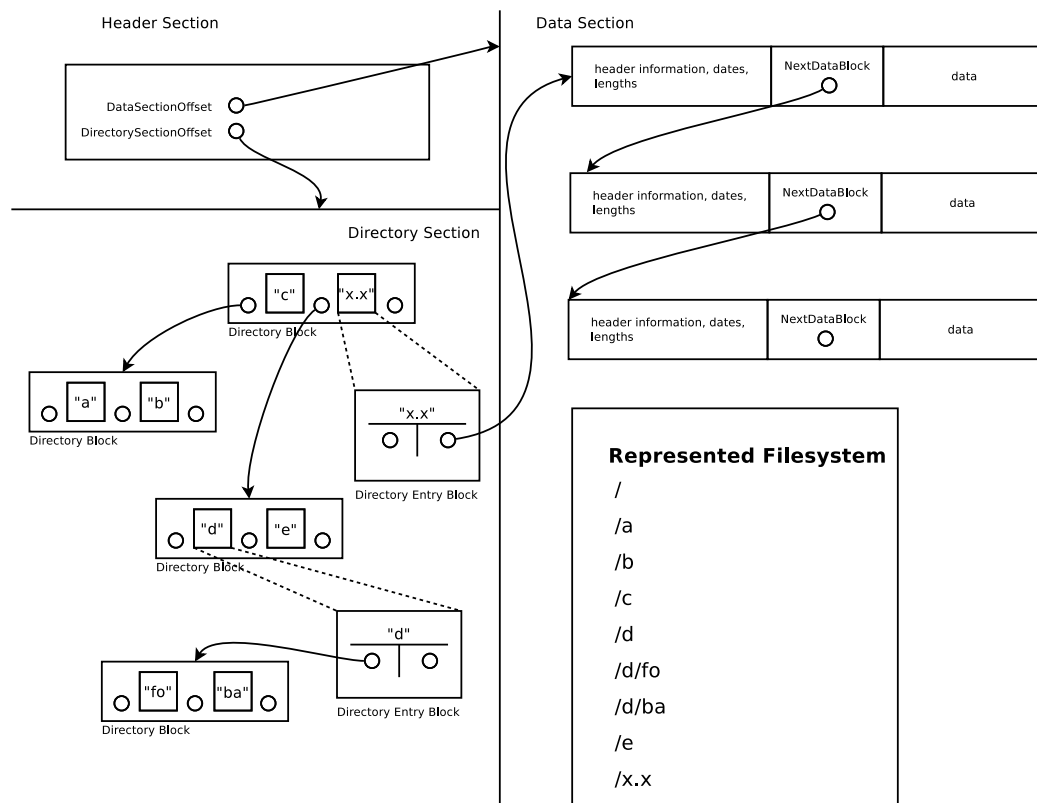 Header Section
DataSectionOffset
DirectorySectionOffset
Directory Section
"c"
"x.x"
Directory Block
"a"
"b"
Directory Block
"x.x"
Directory Entry Block
"d"
"e"
Directory Block
"d"
Directory Entry Block
"fo"
"ba"
Directory Block
Data Section
header information, dates,
lengths
NextDataBlock
data
header information, dates,
lengths
NextDataBlock
data
header information, dates,
lengths
NextDataBlock
data
Represented Filesystem
/
/a
/b
/c
/d
/d/fo
/d/ba
/e
/x.x